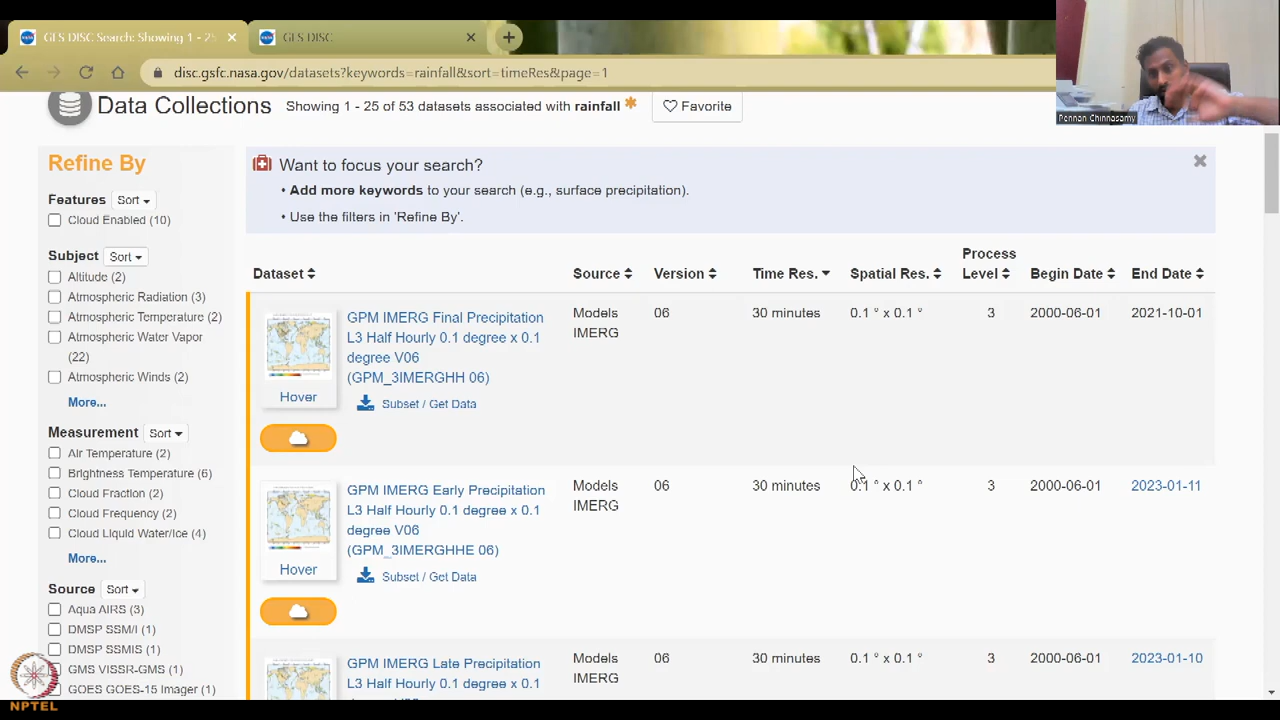 GES DISC Search: Showing 1 - 25
GES DISC
disc.gsfc.nasa.gov/datasets?keywords=rainfall&sort=timeRes&page=1
Pennan Chinnasamy
Data Collections Showing 1 - 25 of 53 datasets associated with rainfall * Favorite
Refine By
Features Sort
Cloud Enabled (10)
Subject Sort
Altitude (2)
Atmospheric Radiation (3)
Atmospheric Temperature (2)
Atmospheric Water Vapor
(22)
Atmospheric Winds (2)
More...
Measurement Sort
Air Temperature (2)
Brightness Temperature (6)
Cloud Fraction (2)
Cloud Frequency (2)
Cloud Liquid Water/Ice (4)
More...
Source Sort
Aqua AIRS (3)
DMSP SSM/I (1)
DMSP SSMIS (1)
GMS VISSR-GMS (1)
GOES GOES-15 Imager (1)
Want to focus your search?
• Add more keywords to your search (e.g., surface precipitation).
• Use the filters in 'Refine By'.
Dataset Source Version Time Res. Spatial Res. Process Level Begin Date End Date
GPM IMERG Final Precipitation
L3 Half Hourly 0.1 degree x 0.1
degree V06
(GPM_3IMERGHH 06)
Hover
Subset / Get Data
Models
IMERG
06 30 minutes 0.1 ° x 0.1 ° 3 2000-06-01 2021-10-01
GPM IMERG Early Precipitation
L3 Half Hourly 0.1 degree x 0.1
degree V06
(GPM_3IMERGHHE 06)
Hover
Subset / Get Data
Models
IMERG
06 30 minutes 0.1 ° x 0.1 ° 3 2000-06-01 2023-01-11
GPM IMERG Late Precipitation
L3 Half Hourly 0.1 degree x 0.1
Models
IMERG
06 30 minutes 0.1 ° x 0.1 ° 3 2000-06-01 2023-01-10
NPTEL